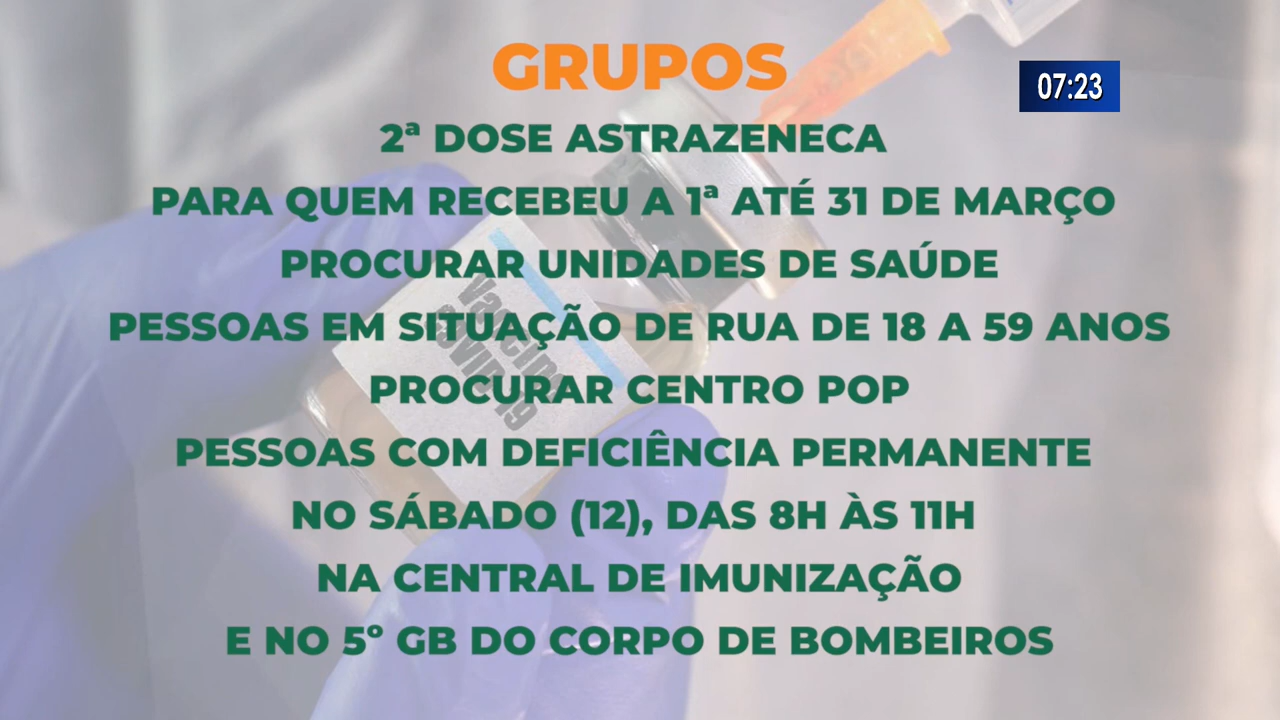 GRUPOS
07:23
2ª DOSE ASTRAZENECA
PARA QUEM RECEBEU A 1ª ATÉ 31 DE MARÇO
PROCURAR UNIDADES DE SAÚDE
PESSOAS EM SITUAÇÃO DE RUA DE 18 A 59 ANOS
PROCURAR CENTRO POP
PESSOAS COM DEFICIÊNCIA PERMANENTE
NO SÁBADO (12), DAS 8H ÀS 11H
NA CENTRAL DE IMUNIZAÇÃO
E NO 5º GB DO CORPO DE BOMBEIROS